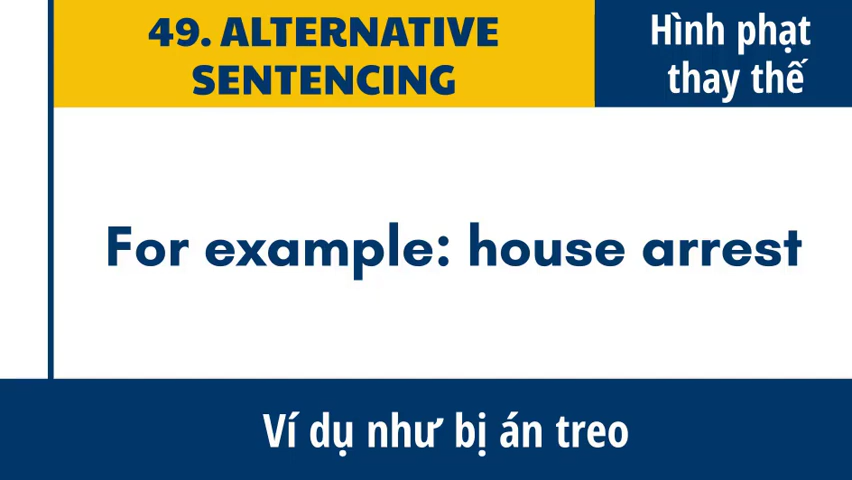 49. ALTERNATIVE
SENTENCING
Hình phạt
thay thế
For example: house arrest
Ví dụ như bị án treo